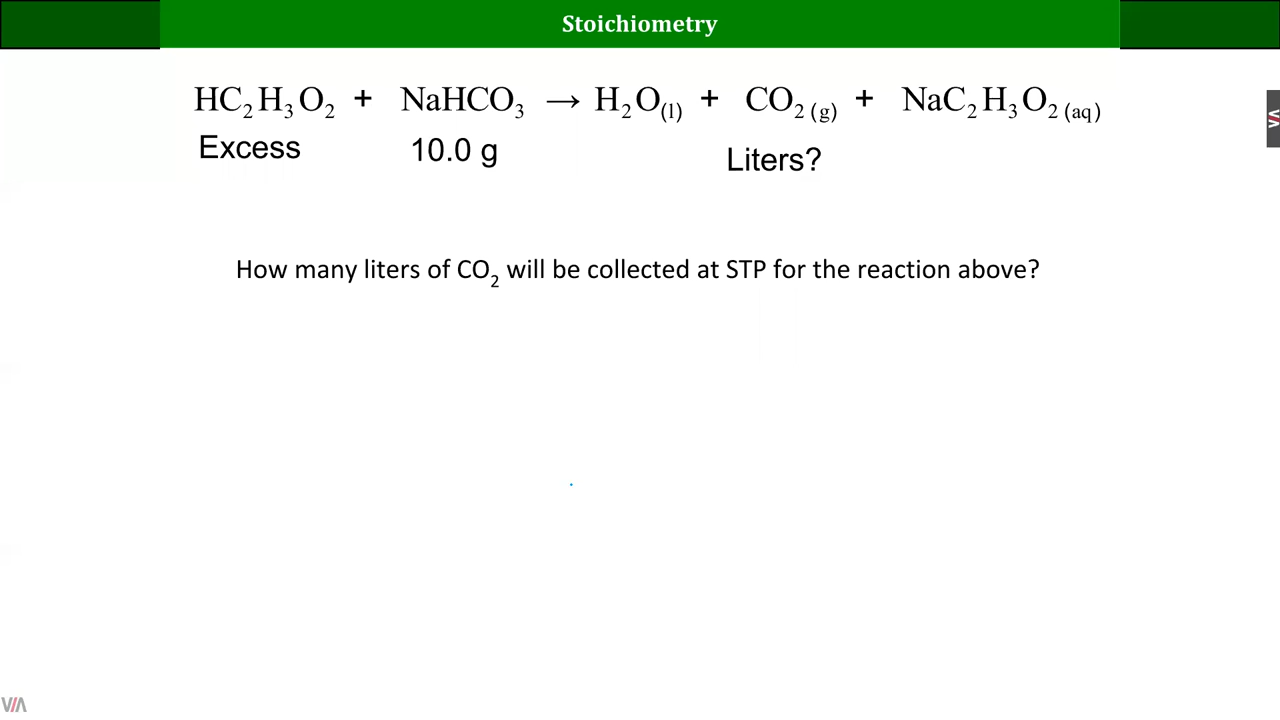 Stoichiometry
HC₂H₃O₂ + NaHCO₃ → H₂O(l) + CO₂(g) + NaC₂H₃O₂(aq)
Excess 10.0 g Liters?
How many liters of CO₂ will be collected at STP for the reaction above?
VIA